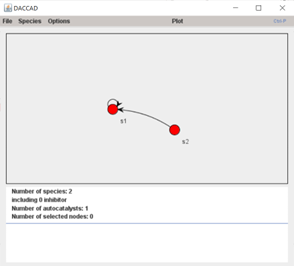 DACCAD
File Species Options Plot Ctrl-P
s1
s2
Number of species: 2
including 0 inhibitor
Number of autocatalysts: 1
Number of selected nodes: 0